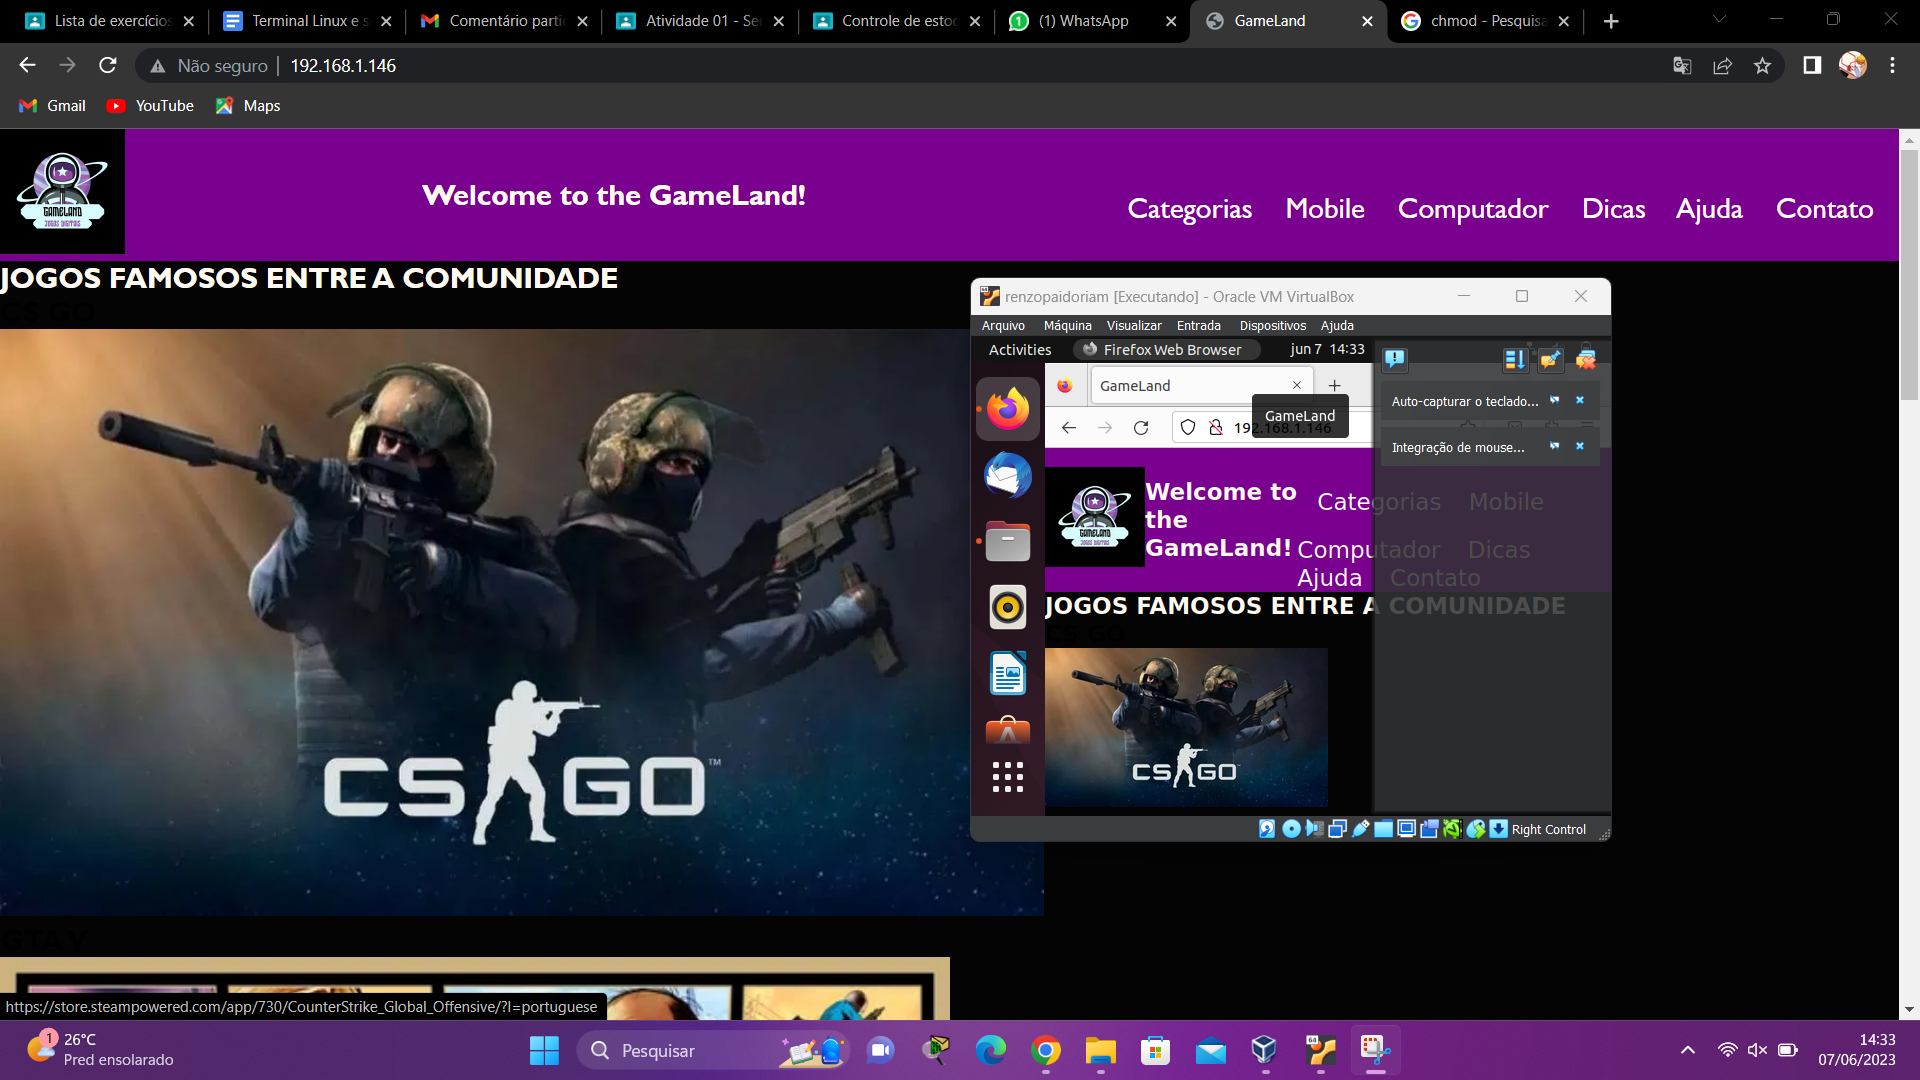 Lista de exercícios
Terminal Linux e s
Comentário parti
Atividade 01 - Se
Controle de estoc
(1) WhatsApp
GameLand
chmod - Pesquisa
Não seguro
192.168.1.146
Gmail
YouTube
Maps
GAMELAND
JOGOS DIGITAIS
Welcome to the GameLand!
Categorias
Mobile
Computador
Dicas
Ajuda
Contato
JOGOS FAMOSOS ENTRE A COMUNIDADE
CS GO
CS GO™
GTA V
https://store.steampowered.com/app/730/CounterStrike_Global_Offensive/?l=portuguese
renzopaidoriam [Executando] - Oracle VM VirtualBox
Arquivo
Máquina
Visualizar
Entrada
Dispositivos
Ajuda
Activities
Firefox Web Browser
jun 7 14:33
GameLand
GameLand
192.168.1.146
Auto-capturar o teclado...
Integração de mouse...
GAMELAND
JOGOS DIGITAIS
Welcome to
the
GameLand!
Categorias
Mobile
Computador
Dicas
Ajuda
Contato
JOGOS FAMOSOS ENTRE A COMUNIDADE
CS GO
CS GO
Right Control
1
26°C
Pred ensolarado
Pesquisar
64
14:33
07/06/2023